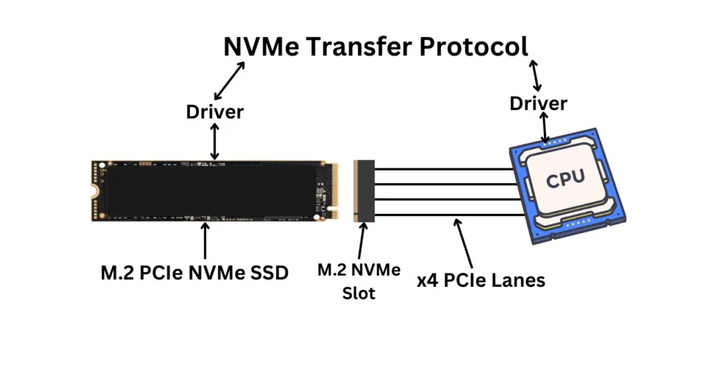 NVMe Transfer Protocol
Driver
Driver
CPU
M.2 PCIe NVMe SSD
M.2 NVMe
Slot
x4 PCIe Lanes